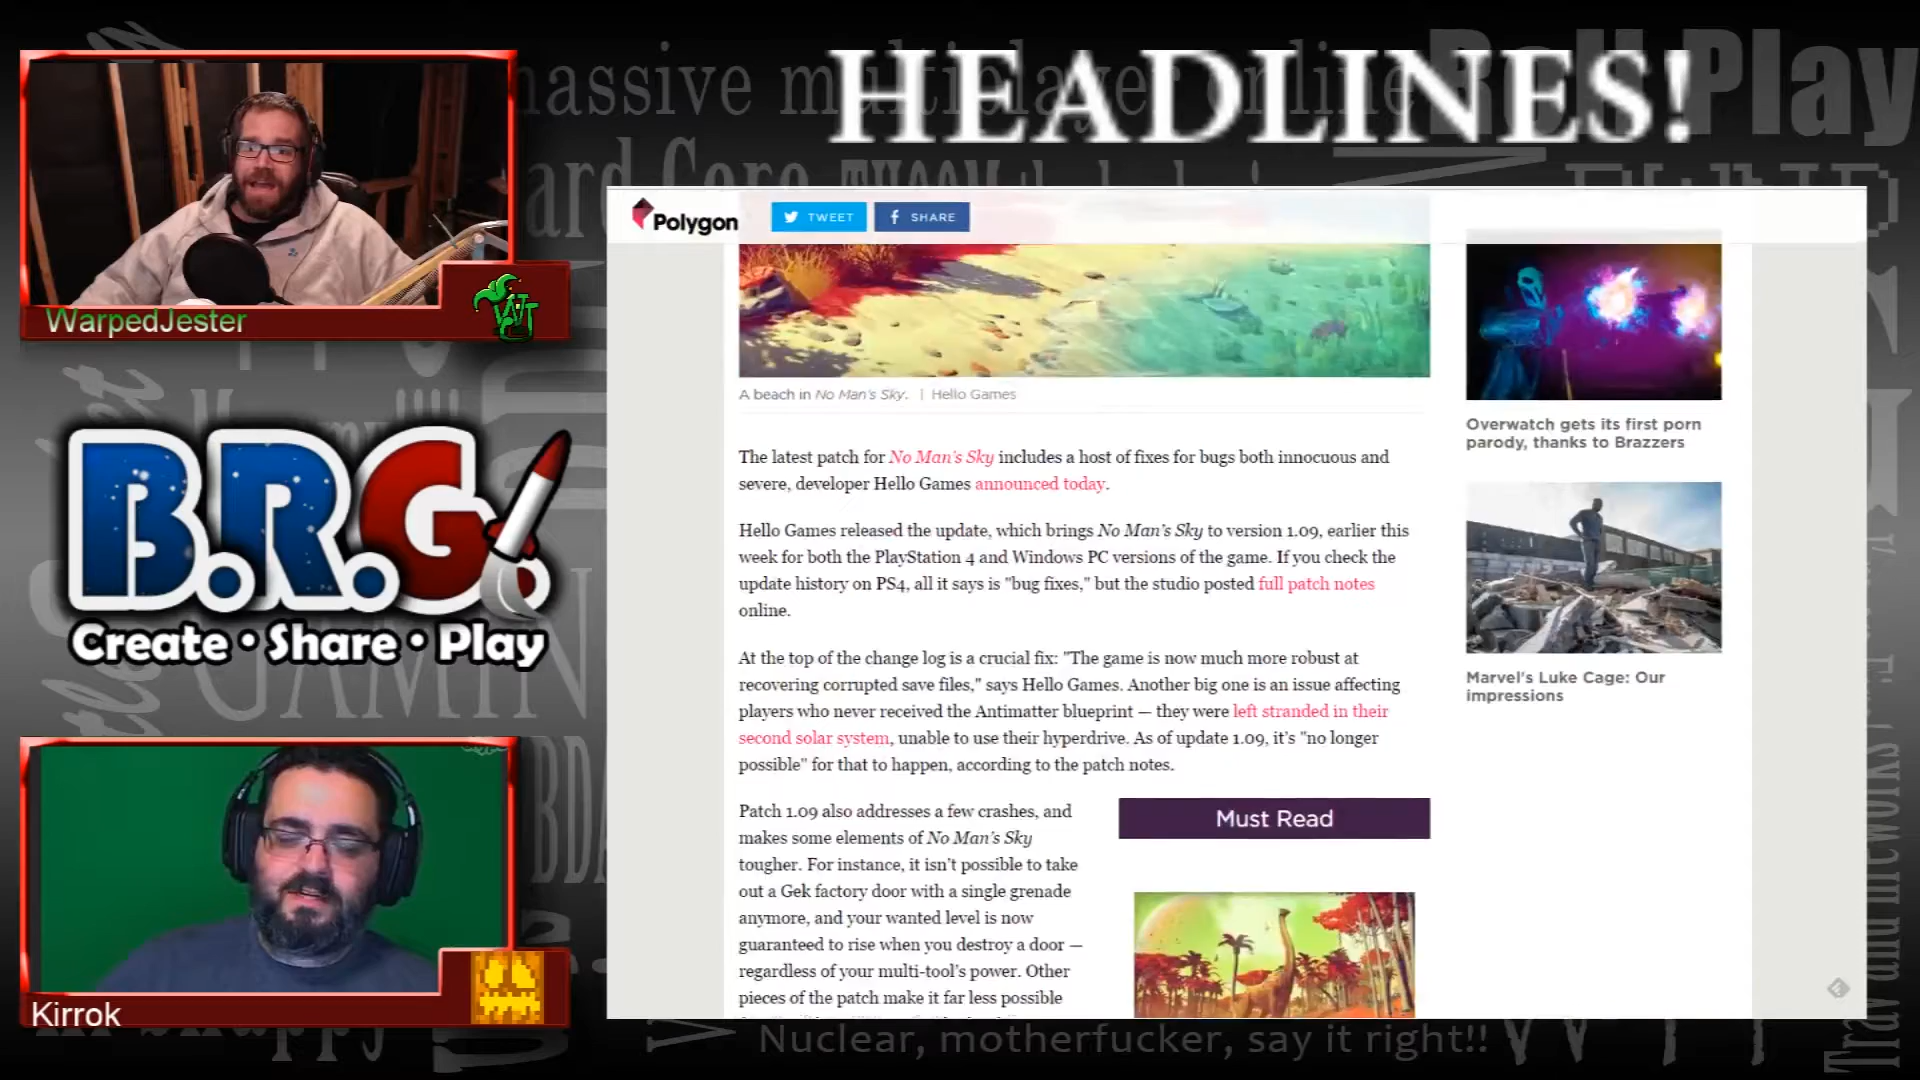 HEADLINES!
massive multiplayer online
Roll Play
Polygon
TWEET
SHARE
WarpedJester
WJ
A beach in No Man's Sky. | Hello Games
The latest patch for No Man's Sky includes a host of fixes for bugs both innocuous and
severe, developer Hello Games announced today.
Hello Games released the update, which brings No Man's Sky to version 1.09, earlier this
week for both the PlayStation 4 and Windows PC versions of the game. If you check the
update history on PS4, all it says is "bug fixes," but the studio posted full patch notes
online.
At the top of the change log is a crucial fix: "The game is now much more robust at
recovering corrupted save files," says Hello Games. Another big one is an issue affecting
players who never received the Antimatter blueprint — they were left stranded in their
second solar system, unable to use their hyperdrive. As of update 1.09, it's "no longer
possible" for that to happen, according to the patch notes.
Patch 1.09 also addresses a few crashes, and
makes some elements of No Man's Sky
tougher. For instance, it isn't possible to take
out a Gek factory door with a single grenade
anymore, and your wanted level is now
guaranteed to rise when you destroy a door —
regardless of your multi-tool's power. Other
pieces of the patch make it far less possible
Must Read
Overwatch gets its first porn
parody, thanks to Brazzers
Marvel's Luke Cage: Our
impressions
B.R.G.
Create • Share • Play
Kirrok
Nuclear, motherfucker, say it right!!